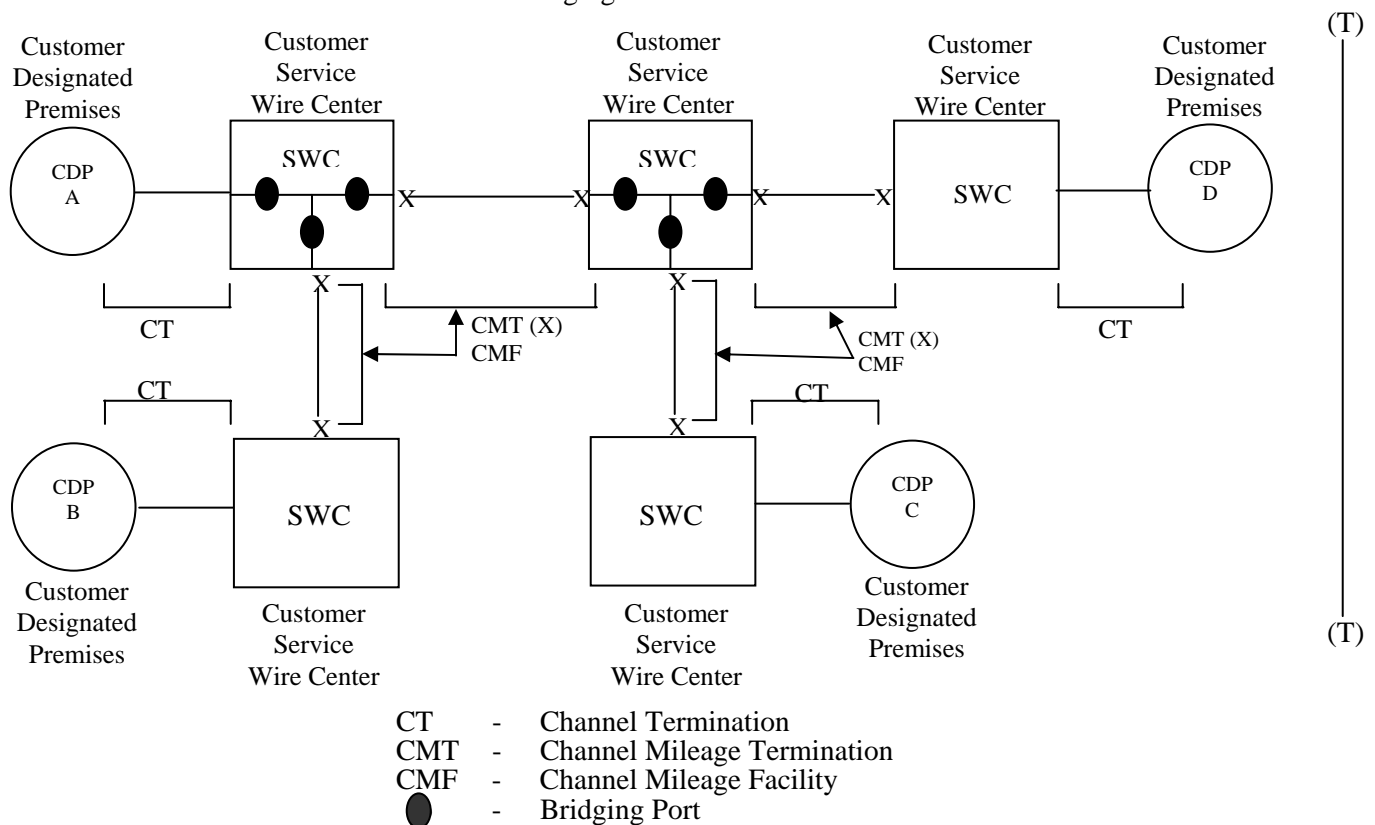 (T)
Customer
Designated
Premises
Customer
Service
Wire Center
Customer
Service
Wire Center
Customer
Service
Wire Center
Customer
Designated
Premises
CDP
A
SWC
SWC
SWC
CDP
D
X
X
X
X
X
X
CT
CMT (X)
CMF
CMT (X)
CMF
CT
CT
CT
X
X
CDP
B
SWC
SWC
CDP
C
Customer
Designated
Premises
Customer
Service
Wire Center
Customer
Service
Wire Center
Customer
Designated
Premises
(T)
CT - Channel Termination
CMT - Channel Mileage Termination
CMF - Channel Mileage Facility
- Bridging Port